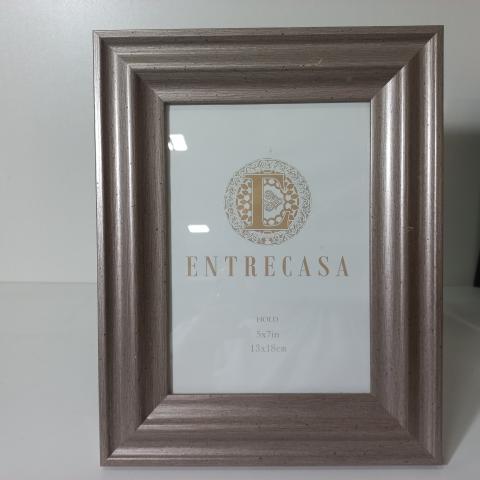 E
ENTRECASA
HOLD
5x7in
13x18cm